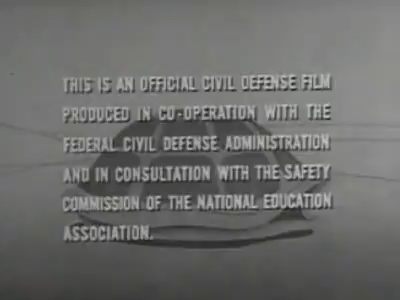 THIS IS AN OFFICIAL CIVIL DEFENSE FILM
PRODUCED IN CO-OPERATION WITH THE
FEDERAL CIVIL DEFENSE ADMINISTRATION
AND IN CONSULTATION WITH THE SAFETY
COMMISSION OF THE NATIONAL EDUCATION
ASSOCIATION.